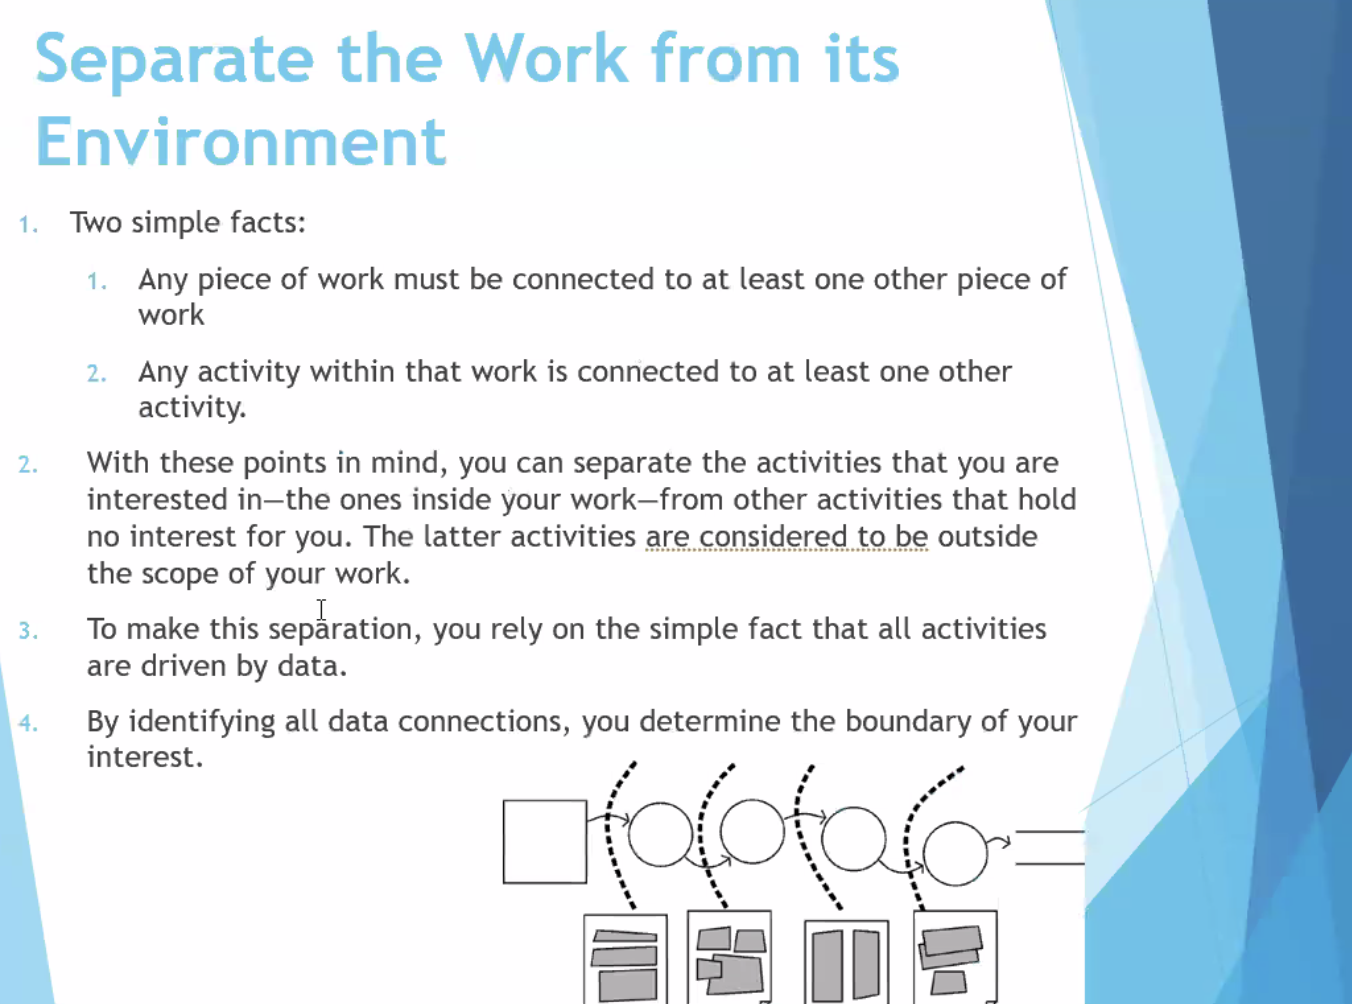 Separate the Work from its
Environment
1. Two simple facts:
1. Any piece of work must be connected to at least one other piece of
work
2. Any activity within that work is connected to at least one other
activity.
2. With these points in mind, you can separate the activities that you are
interested in—the ones inside your work—from other activities that hold
no interest for you. The latter activities are considered to be outside
the scope of your work.
3. To make this separation, you rely on the simple fact that all activities
are driven by data.
4. By identifying all data connections, you determine the boundary of your
interest.